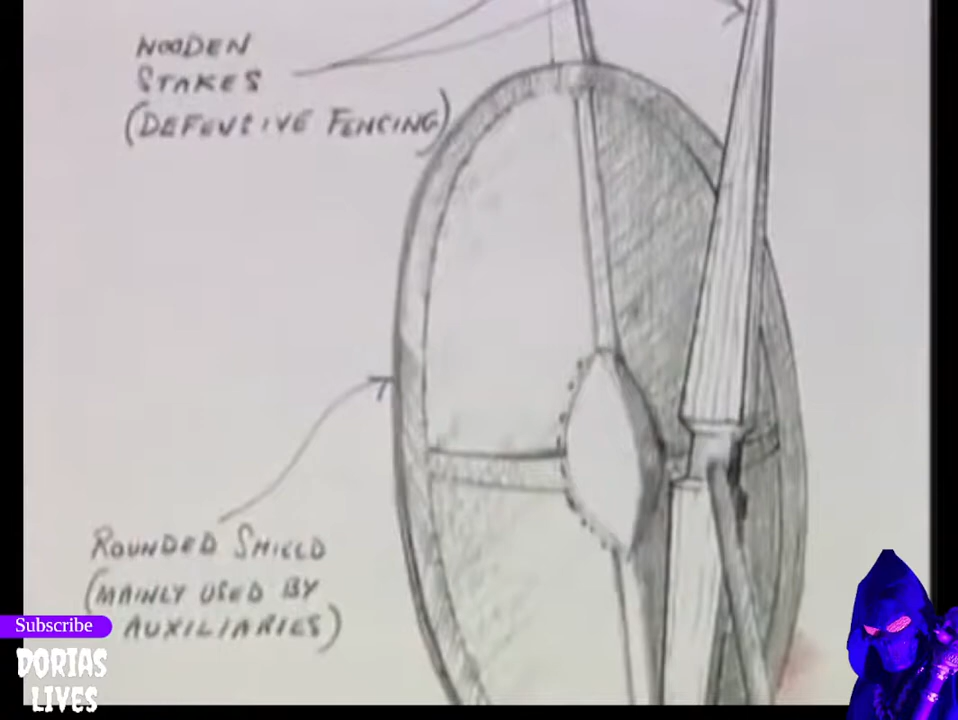 WOODEN
STAKES
(DEFENSIVE FENCING)
ROUNDED SHIELD
(MAINLY USED BY
AUXILIARIES)
Subscribe
DORIAS
LIVES